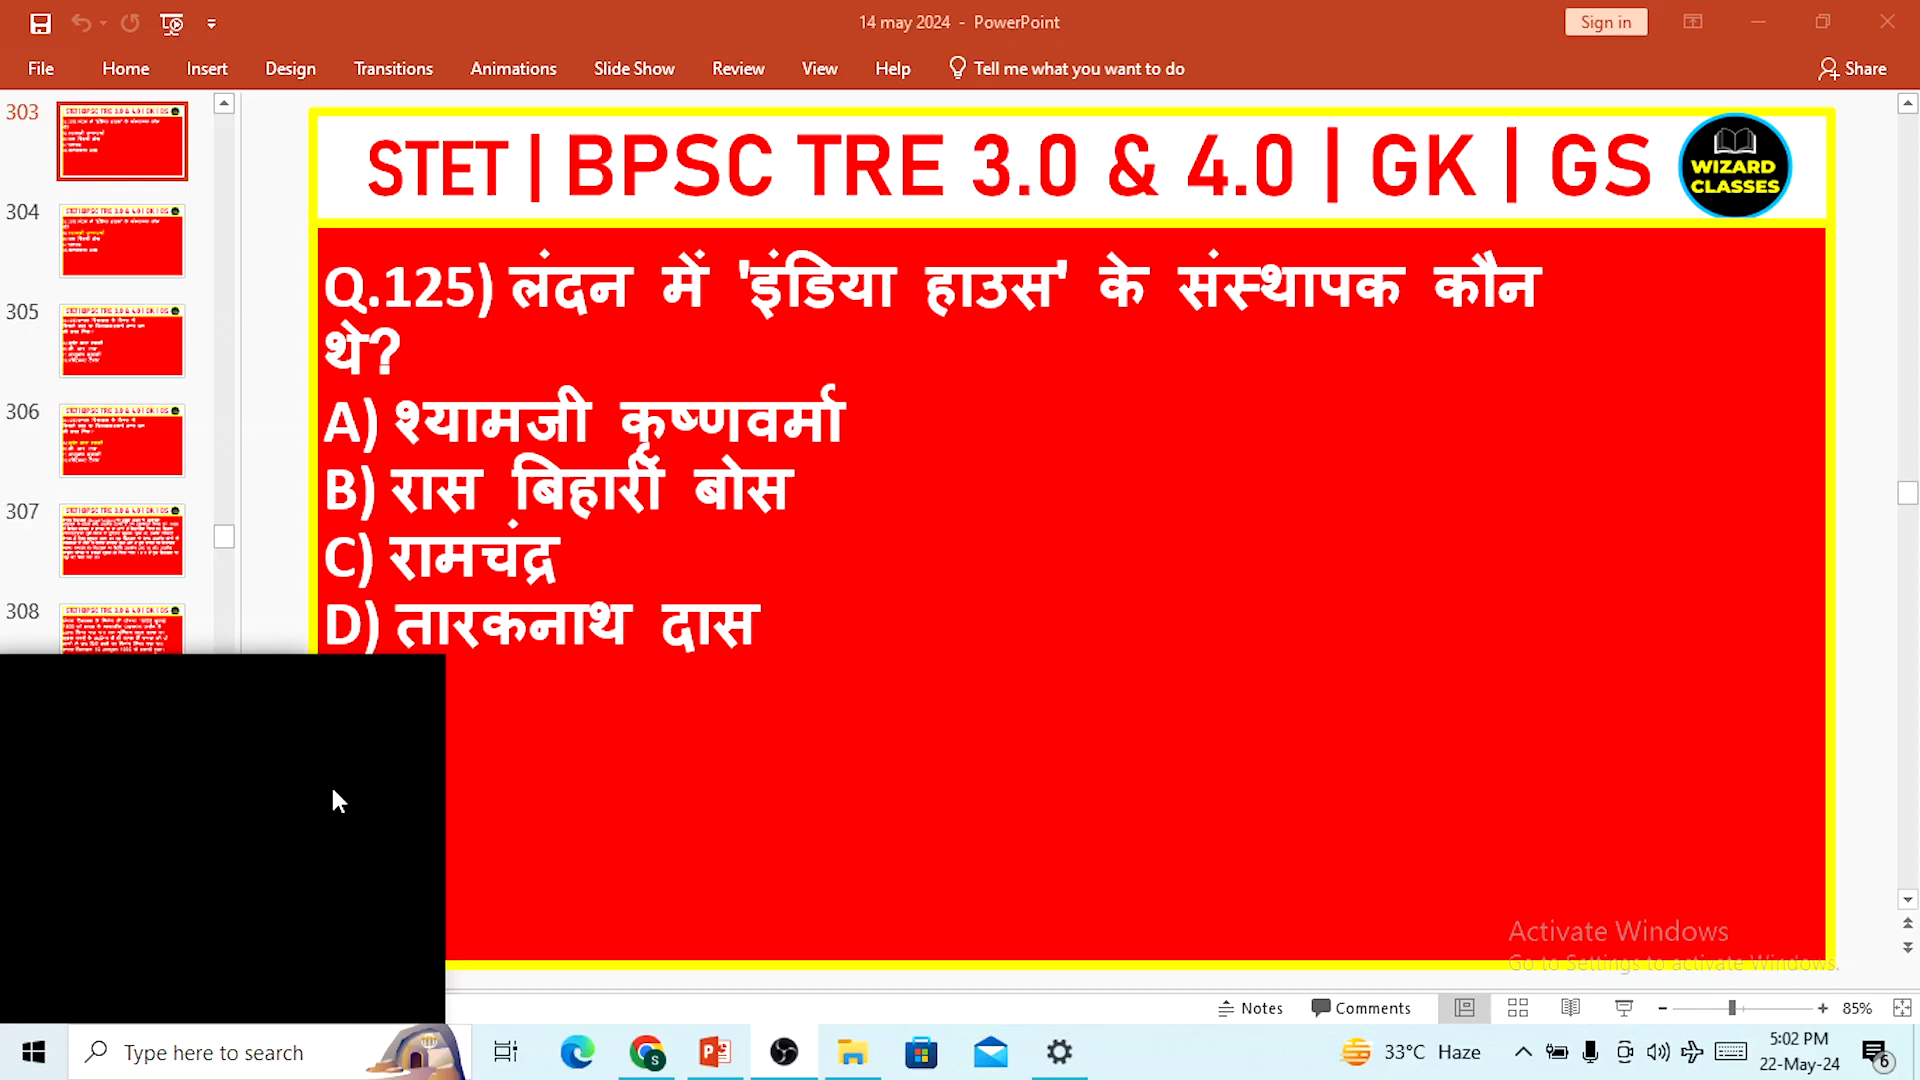 14 may 2024 - PowerPoint
Sign in
File Home Insert Design Transitions Animations Slide Show Review View Help Tell me what you want to do Share
303
304
305
306
307
308
STET | BPSC TRE 3.0 & 4.0 | GK | GS
WIZARD
CLASSES
Q.125) लंदन में 'इंडिया हाउस' के संस्थापक कौन
थे?
A) श्यामजी कृष्णवर्मा
B) रास बिहारी बोस
C) रामचंद्र
D) तारकनाथ दास
Activate Windows
Go to Settings to activate Windows.
Notes Comments 85%
Type here to search
33°C Haze
5:02 PM
22-May-24
6